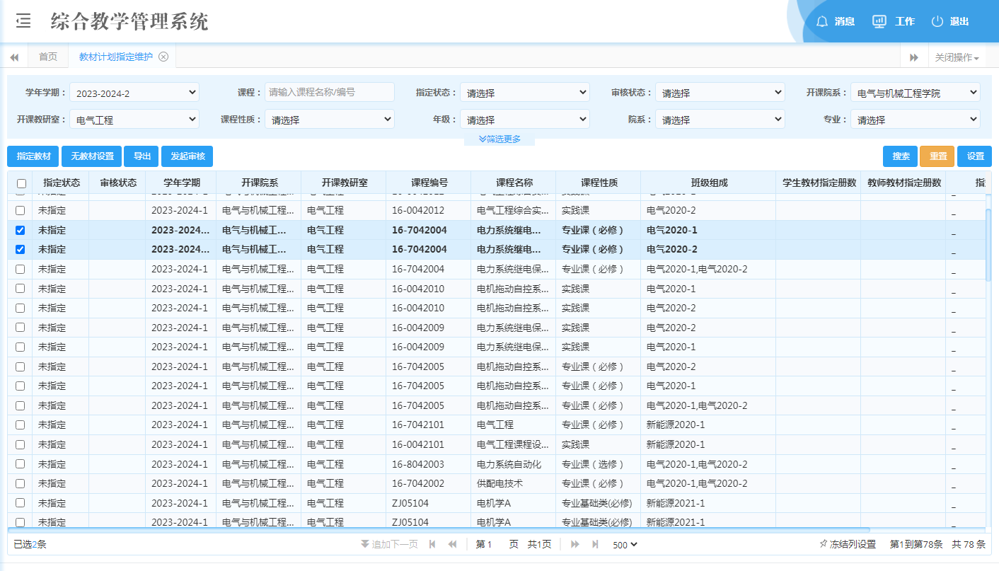 综合教学管理系统 消息 工作 退出
首页 教材计划指定维护 关闭操作
学年学期： 2023-2024-2 课程： 请输入课程名称/编号 指定状态： 请选择 审核状态： 请选择 开课院系： 电气与机械工程学院
开课教研室： 电气工程 课程性质： 请选择 年级： 请选择 院系： 请选择 专业： 请选择
筛选更多
指定教材 无教材设置 导出 发起审核 搜索 重置 设置
指定状态 审核状态 学年学期 开课院系 开课教研室 课程编号 课程名称 课程性质 班级组成 学生教材指定册数 教师教材指定册数 指
未指定 2023-2024-1 电气与机械工程... 电气工程 16-0042012 电气工程综合实... 实践课 电气2020-2 _
未指定 2023-2024... 电气与机械工... 电气工程 16-7042004 电力系统继电... 专业课（必修） 电气2020-1 _
未指定 2023-2024... 电气与机械工... 电气工程 16-7042004 电力系统继电... 专业课（必修） 电气2020-2 _
未指定 2023-2024-1 电气与机械工程... 电气工程 16-7042004 电力系统继电保... 专业课（必修） 电气2020-1,电气2020-2 _
未指定 2023-2024-1 电气与机械工程... 电气工程 16-0042010 电机拖动自控系... 实践课 电气2020-1 _
未指定 2023-2024-1 电气与机械工程... 电气工程 16-0042010 电机拖动自控系... 实践课 电气2020-2 _
未指定 2023-2024-1 电气与机械工程... 电气工程 16-0042009 电力系统继电保... 实践课 电气2020-2 _
未指定 2023-2024-1 电气与机械工程... 电气工程 16-0042009 电力系统继电保... 实践课 电气2020-1 _
未指定 2023-2024-1 电气与机械工程... 电气工程 16-7042005 电机拖动自控系... 专业课（必修） 电气2020-2 _
未指定 2023-2024-1 电气与机械工程... 电气工程 16-7042005 电机拖动自控系... 专业课（必修） 电气2020-1 _
未指定 2023-2024-1 电气与机械工程... 电气工程 16-7042005 电机拖动自控系... 专业课（必修） 电气2020-1,电气2020-2 _
未指定 2023-2024-1 电气与机械工程... 电气工程 16-7042101 电气工程 专业课（必修） 新能源2020-1 _
未指定 2023-2024-1 电气与机械工程... 电气工程 16-0042101 电气工程课程设... 实践课 新能源2020-1 _
未指定 2023-2024-1 电气与机械工程... 电气工程 16-8042003 电力系统自动化 专业课（选修） 电气2020-1,电气2020-2 _
未指定 2023-2024-1 电气与机械工程... 电气工程 16-7042002 供配电技术 专业课（必修） 电气2020-1,电气2020-2 _
未指定 2023-2024-1 电气与机械工程... 电气工程 ZJ05104 电机学A 专业基础类(必修) 新能源2021-1 _
未指定 2023-2024-1 电气与机械工程... 电气工程 ZJ05104 电机学A 专业基础类(必修) 新能源2021-1 _
已选2条 追加下一页 第 1 页 共1页 500 冻结列设置 第1到第78条 共 78 条